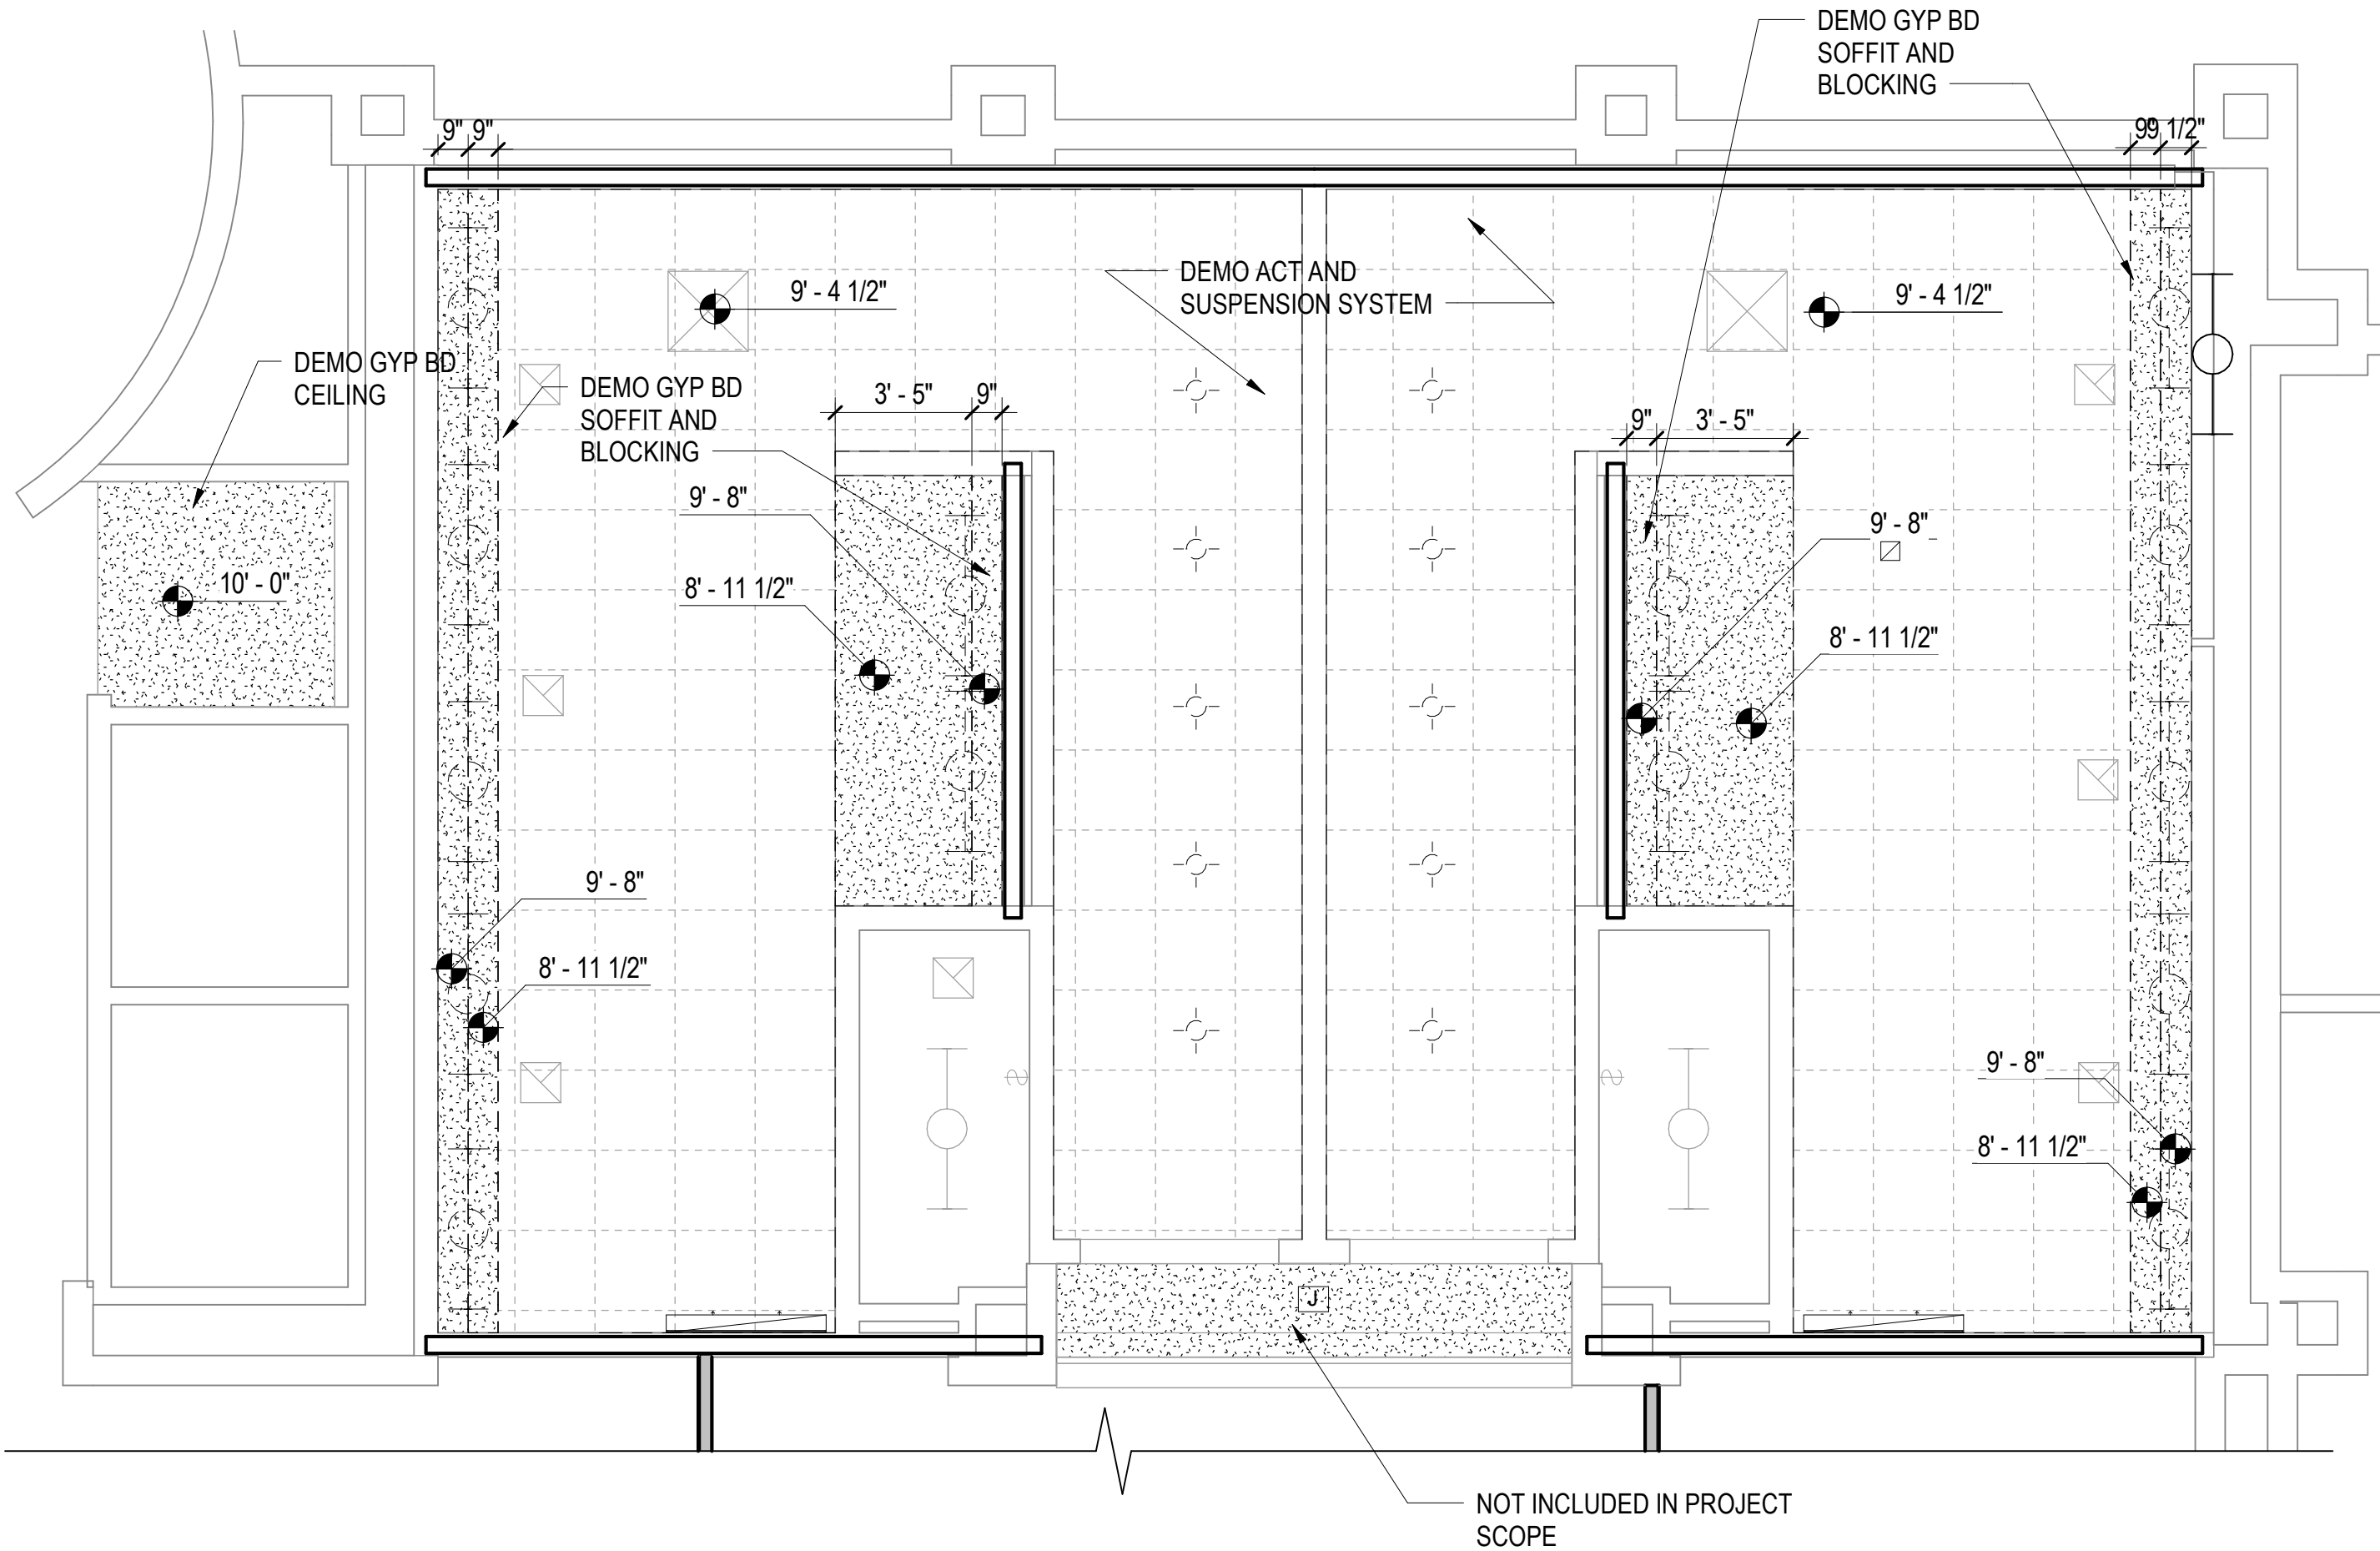 DEMO GYP BD
SOFFIT AND
BLOCKING
9" 9"
9" 9 1/2"
DEMO ACT AND
SUSPENSION SYSTEM
9' - 4 1/2"
9' - 4 1/2"
DEMO GYP BD
CEILING
DEMO GYP BD
SOFFIT AND
BLOCKING
3' - 5" 9"
9" 3' - 5"
9' - 8"
9' - 8"
8' - 11 1/2"
10' - 0"
8' - 11 1/2"
9' - 8"
8' - 11 1/2"
9' - 8"
8' - 11 1/2"
J
NOT INCLUDED IN PROJECT
SCOPE